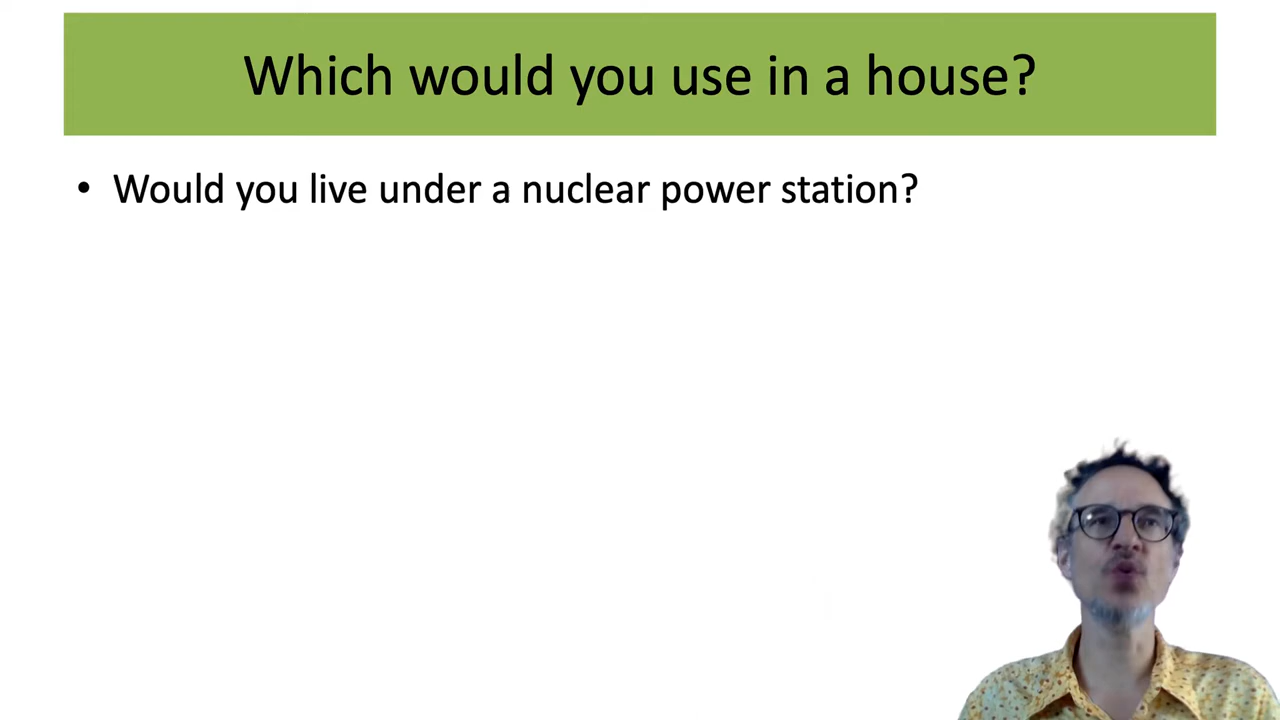 Which would you use in a house?
• Would you live under a nuclear power station?